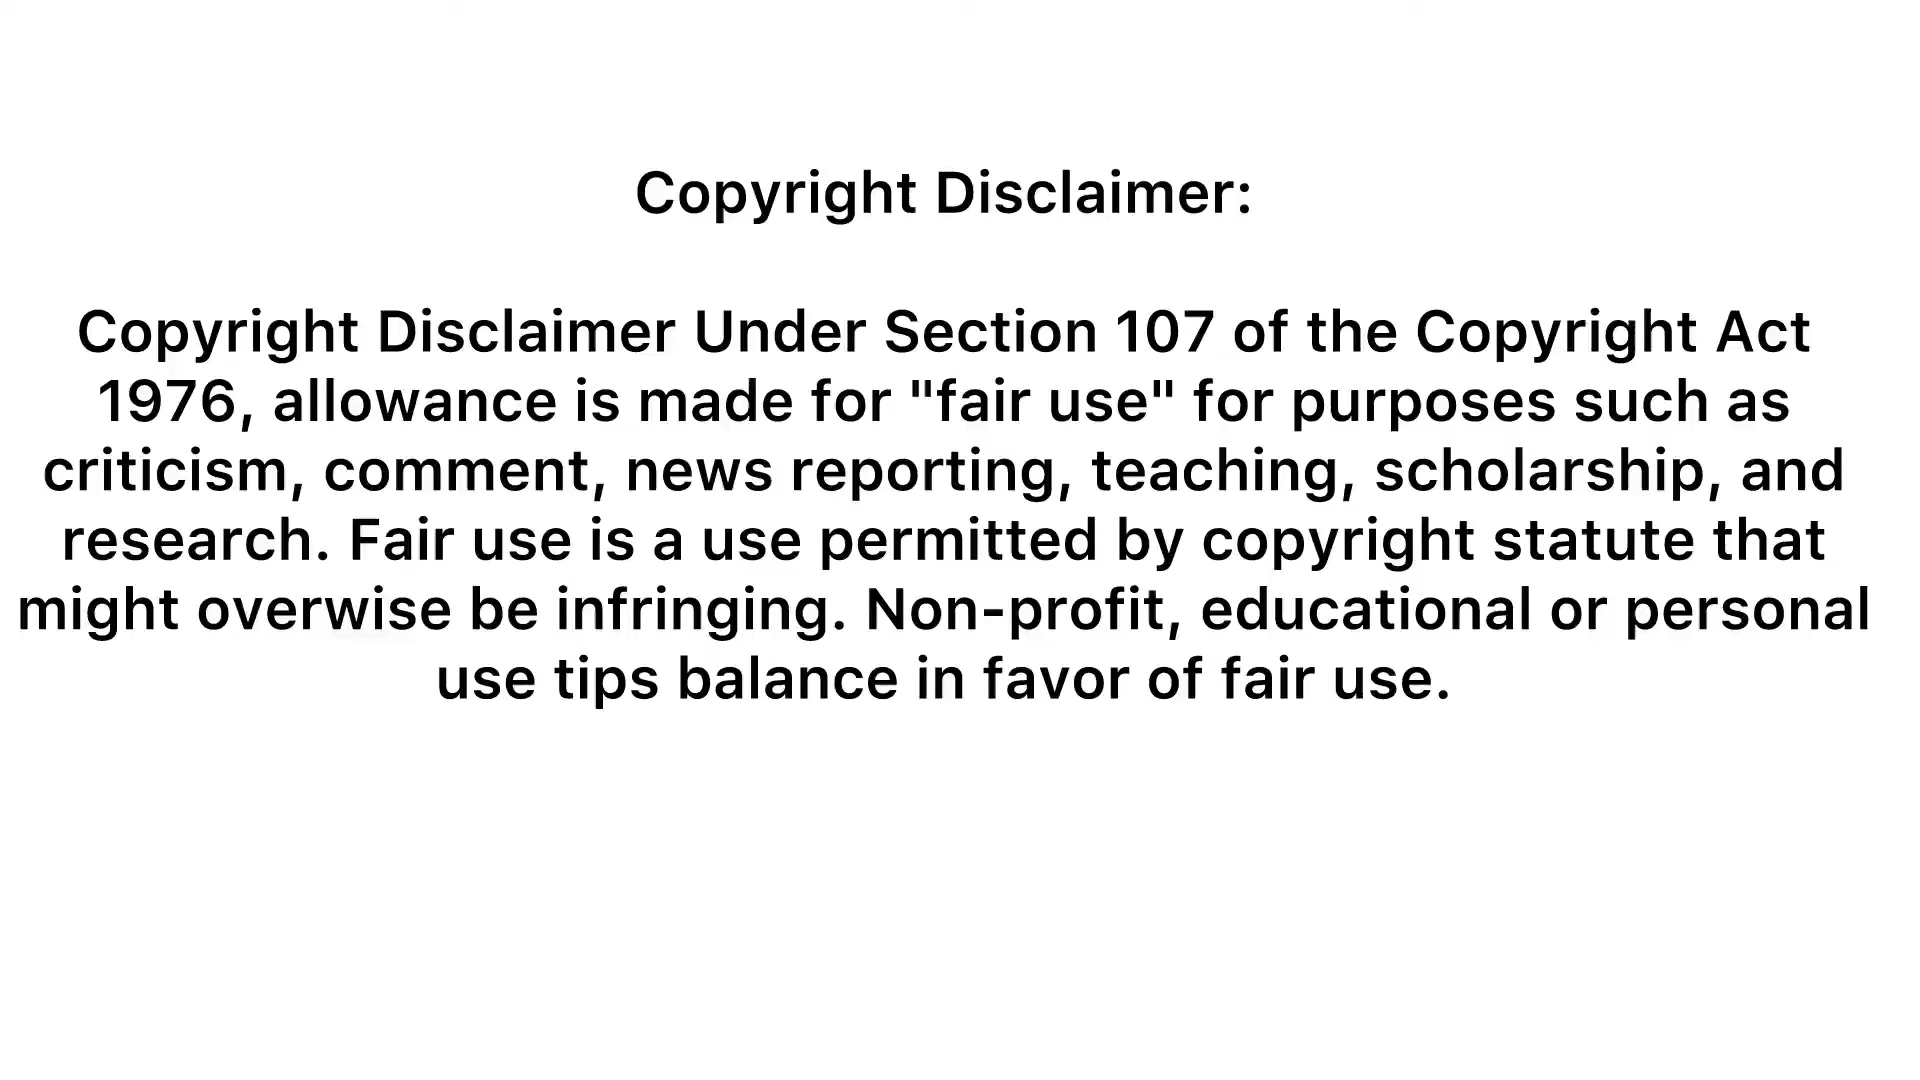 Copyright Disclaimer:
Copyright Disclaimer Under Section 107 of the Copyright Act
1976, allowance is made for "fair use" for purposes such as
criticism, comment, news reporting, teaching, scholarship, and
research. Fair use is a use permitted by copyright statute that
might overwise be infringing. Non-profit, educational or personal
use tips balance in favor of fair use.